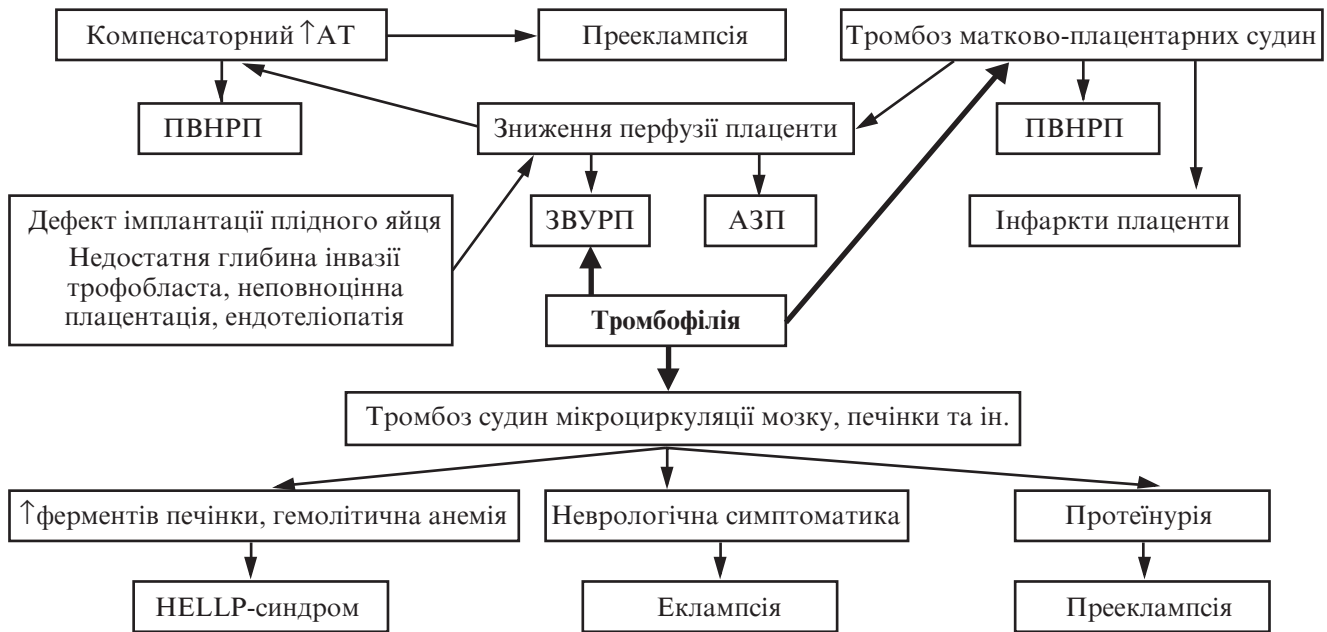 Компенсаторний ↑АТ
Прееклампсія
Тромбоз матково-плацентарних судин
ПВНРП
Зниження перфузії плаценти
ПВНРП
Дефект імплантації плідного яйця
Недостатня глибина інвазії
трофобласта, неповноцінна
плацентація, ендотеліопатія
ЗВУРП
АЗП
Інфаркти плаценти
Тромбофілія
Тромбоз судин мікроциркуляції мозку, печінки та ін.
↑ферментів печінки, гемолітична анемія
Неврологічна симптоматика
Протеїнурія
HELLP-синдром
Еклампсія
Прееклампсія